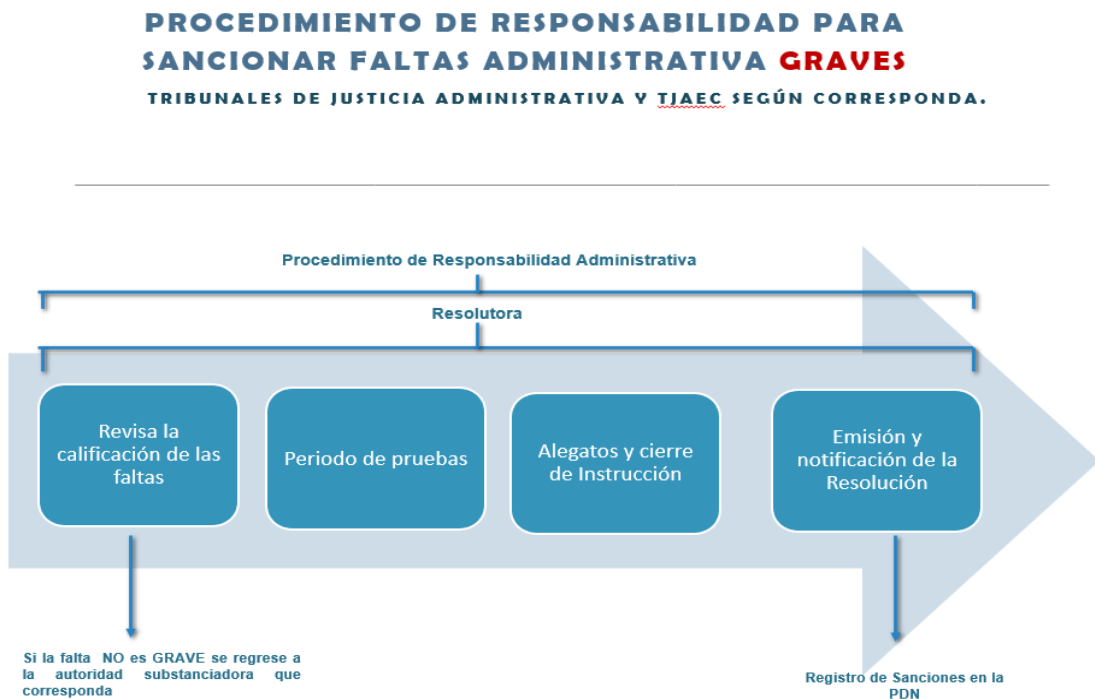 PROCEDIMIENTO DE RESPONSABILIDAD PARA
SANCIONAR FALTAS ADMINISTRATIVA GRAVES
TRIBUNALES DE JUSTICIA ADMINISTRATIVA Y TJAEC SEGÚN CORRESPONDA.
Procedimiento de Responsabilidad Administrativa
Resolutora
Revisa la
calificación de las
faltas
Periodo de pruebas
Alegatos y cierre
de Instrucción
Emisión y
notificación de la
Resolución
Si la falta NO es GRAVE se regrese a
la autoridad substanciadora que
corresponda
Registro de Sanciones en la
PDN